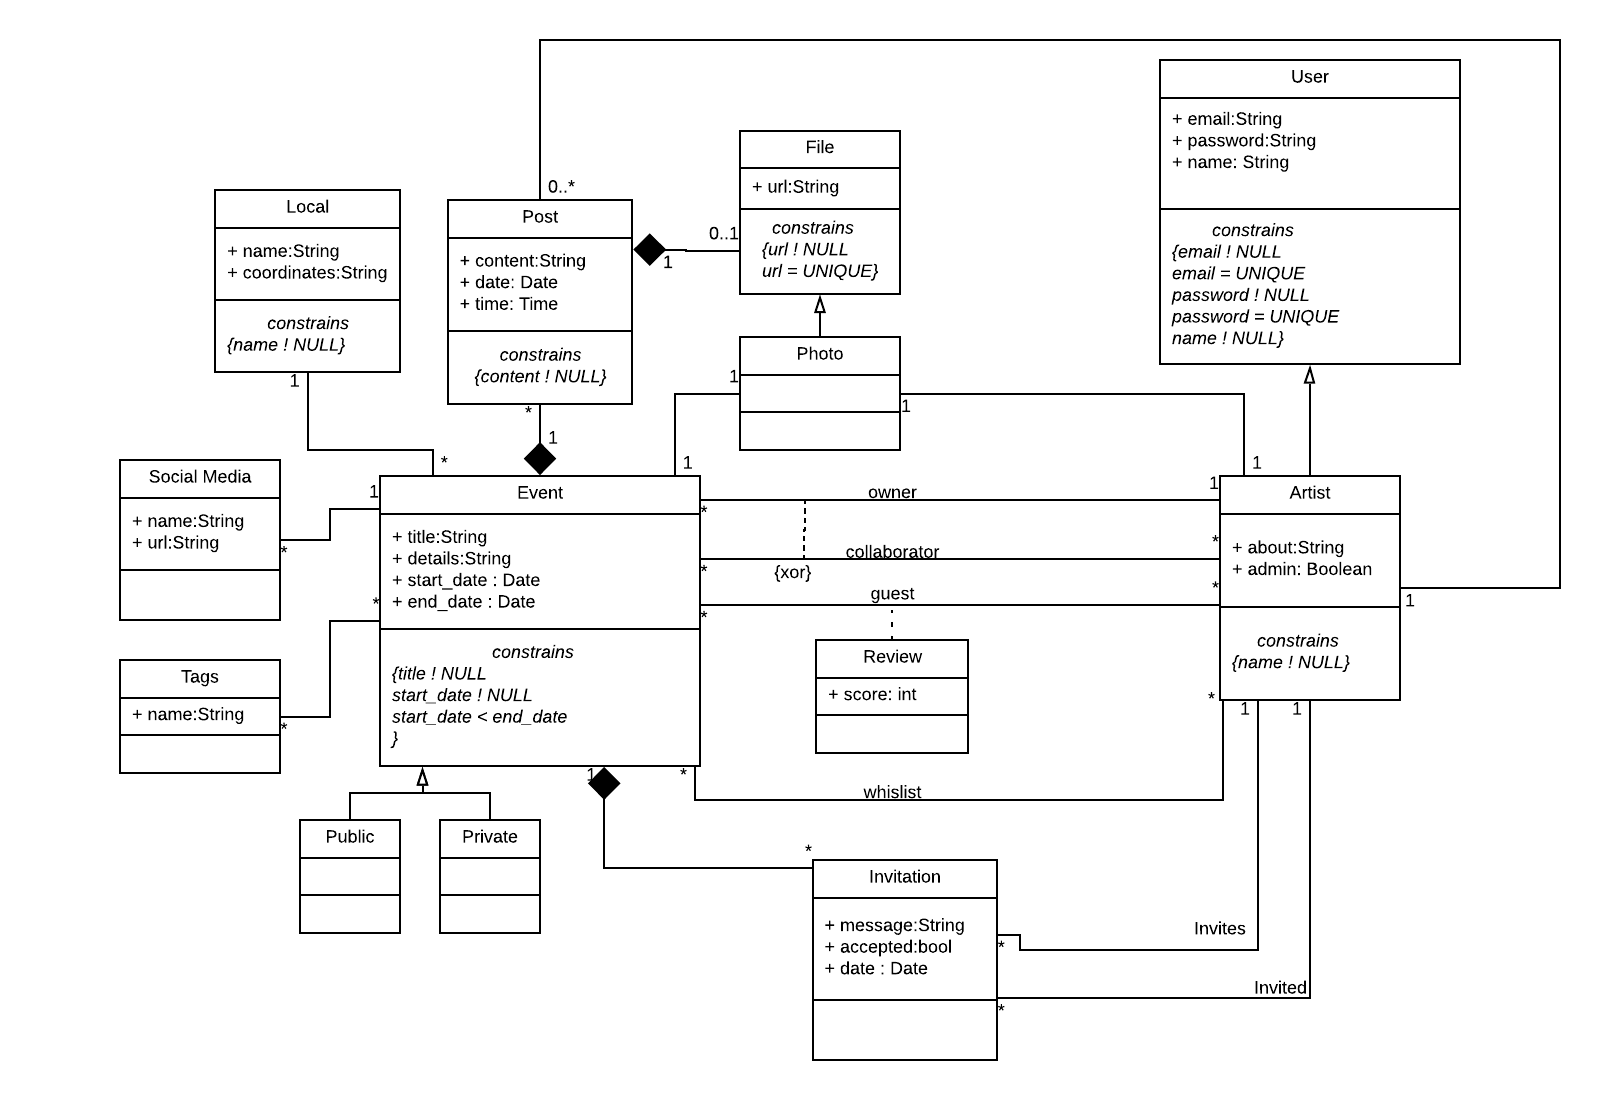 User
+ email:String
+ password:String
+ name: String
constrains
{email ! NULL
email = UNIQUE
password ! NULL
password = UNIQUE
name ! NULL}
File
+ url:String
constrains
{url ! NULL
url = UNIQUE}
0..*
Local
+ name:String
+ coordinates:String
constrains
{name ! NULL}
1
*
Post
+ content:String
+ date: Date
+ time: Time
constrains
{content ! NULL}
0..1
1
*
1
Photo
1
1
1
1
Social Media
+ name:String
+ url:String
1
*
Event
+ title:String
+ details:String
+ start_date : Date
+ end_date : Date
constrains
{title ! NULL
start_date ! NULL
start_date < end_date
}
owner
1
*
collaborator
*
*
{xor}
guest
*
*
Artist
+ about:String
+ admin: Boolean
constrains
{name ! NULL}
1
Review
+ score: int
Tags
+ name:String
*
*
1
*
whislist
*
1
1
Public
Private
*
Invitation
+ message:String
+ accepted:bool
+ date : Date
Invites
*
Invited
*